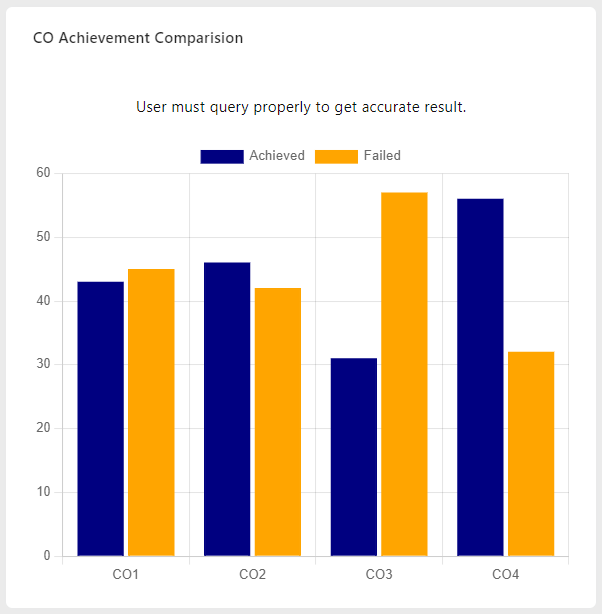 CO Achievement Comparision
User must query properly to get accurate result.
Achieved Failed
60
50
40
30
20
10
0
CO1 CO2 CO3 CO4